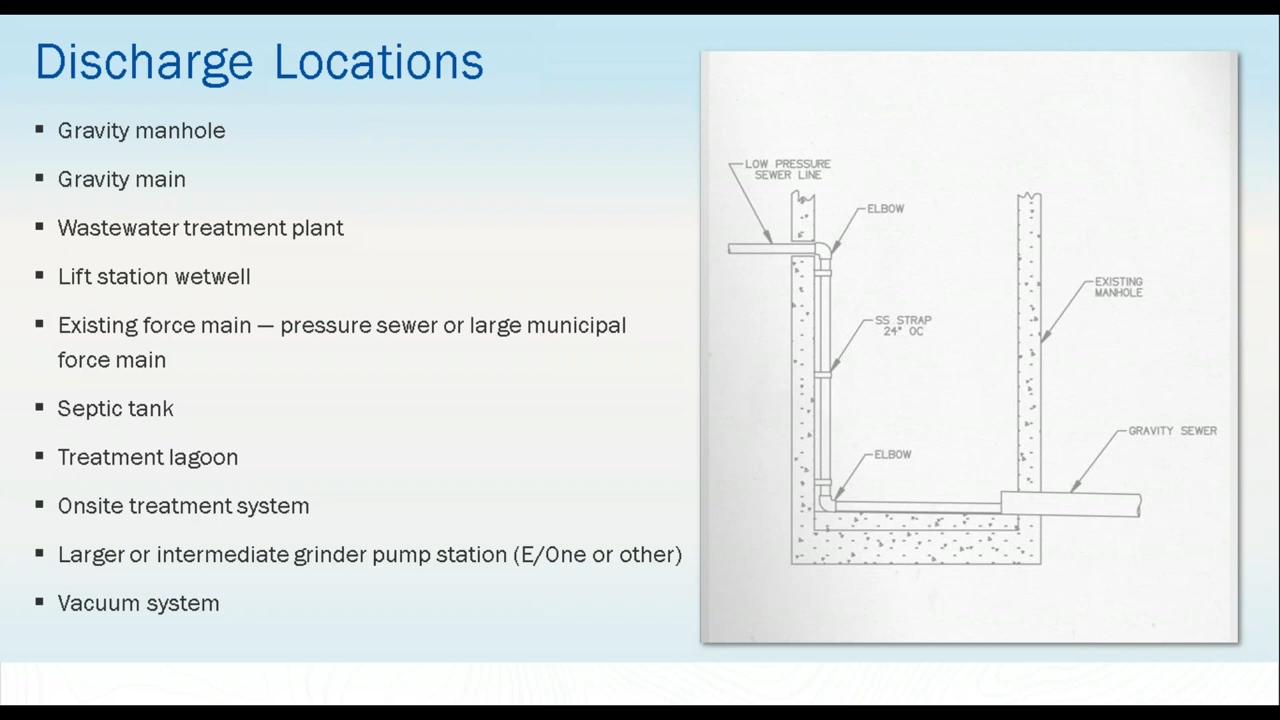 Discharge Locations
▪ Gravity manhole
▪ Gravity main
▪ Wastewater treatment plant
▪ Lift station wetwell
▪ Existing force main — pressure sewer or large municipal
force main
▪ Septic tank
▪ Treatment lagoon
▪ Onsite treatment system
▪ Larger or intermediate grinder pump station (E/One or other)
▪ Vacuum system
LOW PRESSURE
SEWER LINE
ELBOW
EXISTING
MANHOLE
SS STRAP
24" OC
GRAVITY SEWER
ELBOW